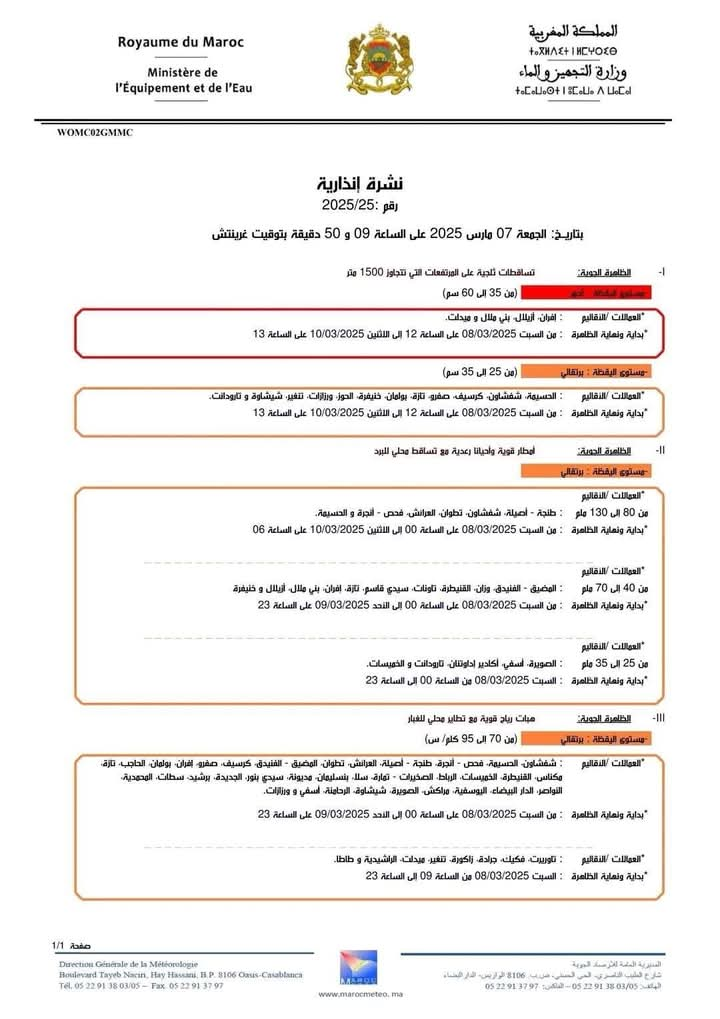 Royaume du Maroc
Ministère de
l'Équipement et de l'Eau
المملكة المغربية
ⵜⴰⴳⵍⴷⵉⵜ ⵏ ⵍⵎⵖⵔⵉⴱ
وزارة التجهيز والماء
ⵜⴰⵎⴰⵡⴰⵙⵜ ⵏ ⵓⵎⴰⵡⴰ ⴷ ⵡⴰⵎⴰⵏ
WOMC02GMMC
نشرة إنذارية
رقم :2025/25
بتاريخ: الجمعة 07 مارس 2025 على الساعة 09 و 50 دقيقة بتوقيت غرينتش
I- الظاهرة الجوية: تساقطات ثلجية على المرتفعات التي تتجاوز 1500 متر
-مستوى اليقظة : أحمر (من 35 إلى 60 سم)
*العمالات /الأقاليم : إفران، أزيلال، بني ملال و ميدلت.
*بداية ونهاية الظاهرة : من السبت 08/03/2025 على الساعة 12 إلى الاثنين 10/03/2025 على الساعة 13
-مستوى اليقظة : برتقالي (من 25 إلى 35 سم)
*العمالات /الأقاليم : الحسيمة، شفشاون، كرسيف، صفرو، تازة، بولمان، خنيفرة، الحوز، ورزازات، تنغير، شيشاوة و تارودانت.
*بداية ونهاية الظاهرة : من السبت 08/03/2025 على الساعة 12 إلى الاثنين 10/03/2025 على الساعة 13
II- الظاهرة الجوية: أمطار قوية وأحيانا رعدية مع تساقط محلي للبرد
-مستوى اليقظة : برتقالي
*العمالات /الأقاليم
من 80 إلى 130 ملم : طنجة - أصيلة، شفشاون، تطوان، العرائش، فحص - أنجرة و الحسيمة.
*بداية ونهاية الظاهرة : من السبت 08/03/2025 على الساعة 00 إلى الاثنين 10/03/2025 على الساعة 06
*العمالات /الأقاليم
من 40 إلى 70 ملم : المضيق - الفنيدق، وزان، القنيطرة، تاونات، سيدي قاسم، تازة، إفران، بني ملال، أزيلال و خنيفرة
*بداية ونهاية الظاهرة : من السبت 08/03/2025 على الساعة 00 إلى الأحد 09/03/2025 على الساعة 23
*العمالات /الأقاليم
من 25 إلى 35 ملم : الصويرة، أسفي، أكادير إداوتنان، تارودانت و الخميسات.
*بداية ونهاية الظاهرة : السبت 08/03/2025 من الساعة 00 إلى الساعة 23
III- الظاهرة الجوية: هبات رياح قوية مع تطاير محلي للغبار
-مستوى اليقظة : برتقالي (من 70 إلى 95 كلم/ س)
*العمالات /الأقاليم : شفشاون، الحسيمة، فحص - أنجرة، طنجة - أصيلة، العرائش، تطوان، المضيق - الفنيدق، كرسيف، صفرو، إفران، بولمان، الحاجب، تازة،
مكناس، القنيطرة، الخميسات، الرباط، الصخيرات - تمارة، سلا، بنسليمان، مديونة، سيدي بنور، الجديدة، برشيد، سطات، المحمدية،
النواصر، الدار البيضاء، اليوسفية، مراكش، الصويرة، شيشاوة، الرحامنة، أسفي و ورزازات.
*بداية ونهاية الظاهرة : من السبت 08/03/2025 على الساعة 00 إلى الأحد 09/03/2025 على الساعة 23
*العمالات /الأقاليم : تاوريرت، فكيك، جرادة، زاكورة، تنغير، ميدلت، الراشيدية و طاطا.
*بداية ونهاية الظاهرة : السبت 08/03/2025 من الساعة 09 إلى الساعة 23
صفحة 1/1
Direction Générale de la Météorologie
Boulevard Tayeb Naciri, Hay Hassani, B.P. 8106 Oasis-Casablanca
Tél. 05 22 91 38 03/05 – Fax. 05 22 91 37 97
MAROC
www.marocmeteo.ma
المديرية العامة للأرصاد الجوية
شارع الطيب الناصري، الحي الحسني، ص.ب. 8106 الوازيس- الدار البيضاء
الهاتف: 05/03 38 91 22 05 – الفاكس: 97 37 91 22 05